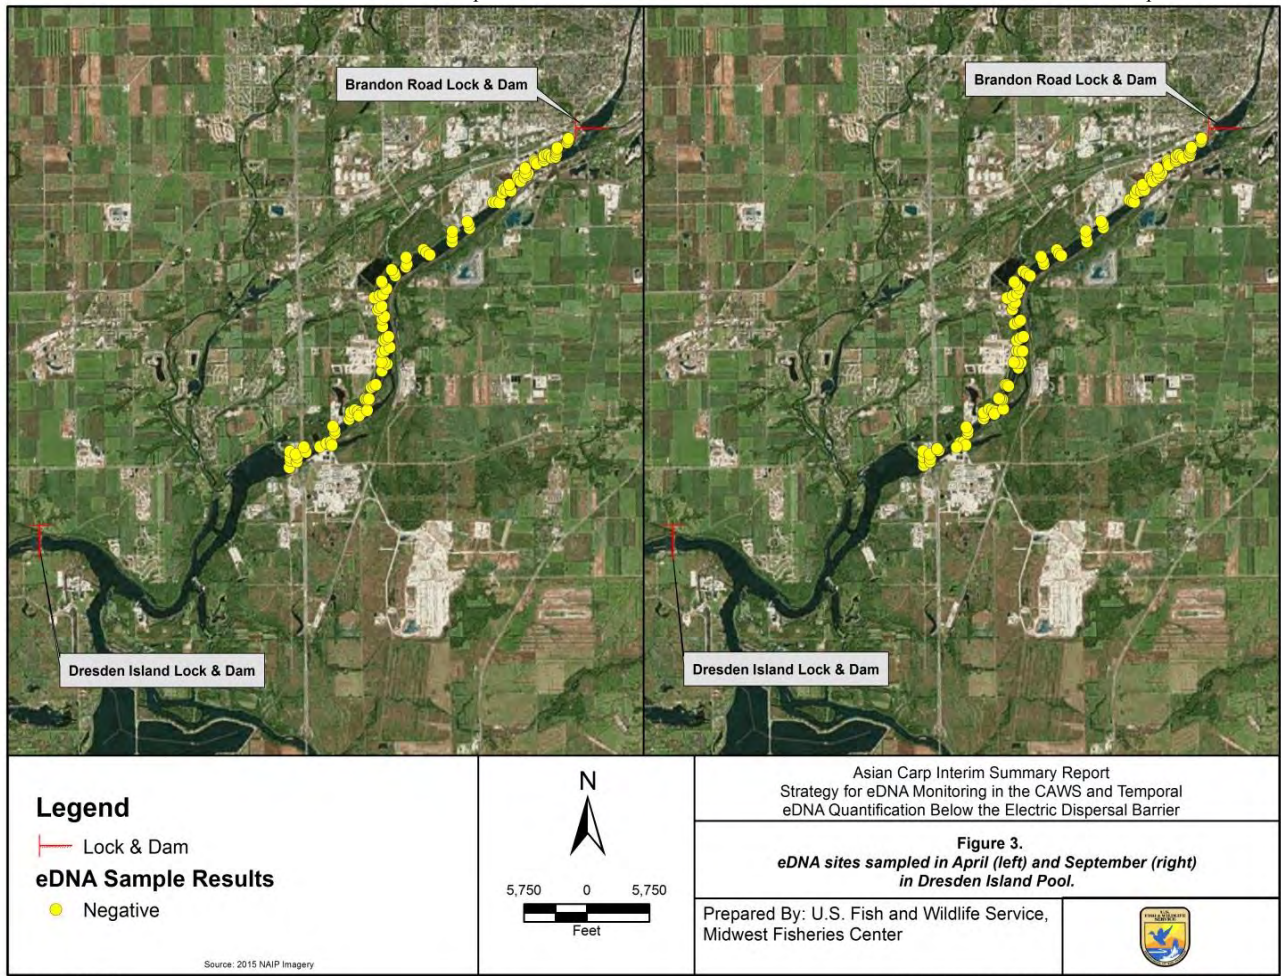 Brandon Road Lock & Dam
Brandon Road Lock & Dam
Dresden Island Lock & Dam
Dresden Island Lock & Dam
Legend
Lock & Dam
eDNA Sample Results
Negative
Source: 2015 NAIP Imagery
N
5,750 0 5,750
Feet
Asian Carp Interim Summary Report
Strategy for eDNA Monitoring in the CAWS and Temporal
eDNA Quantification Below the Electric Dispersal Barrier
Figure 3.
eDNA sites sampled in April (left) and September (right)
in Dresden Island Pool.
Prepared By: U.S. Fish and Wildlife Service,
Midwest Fisheries Center
U.S.
FISH & WILDLIFE
SERVICE